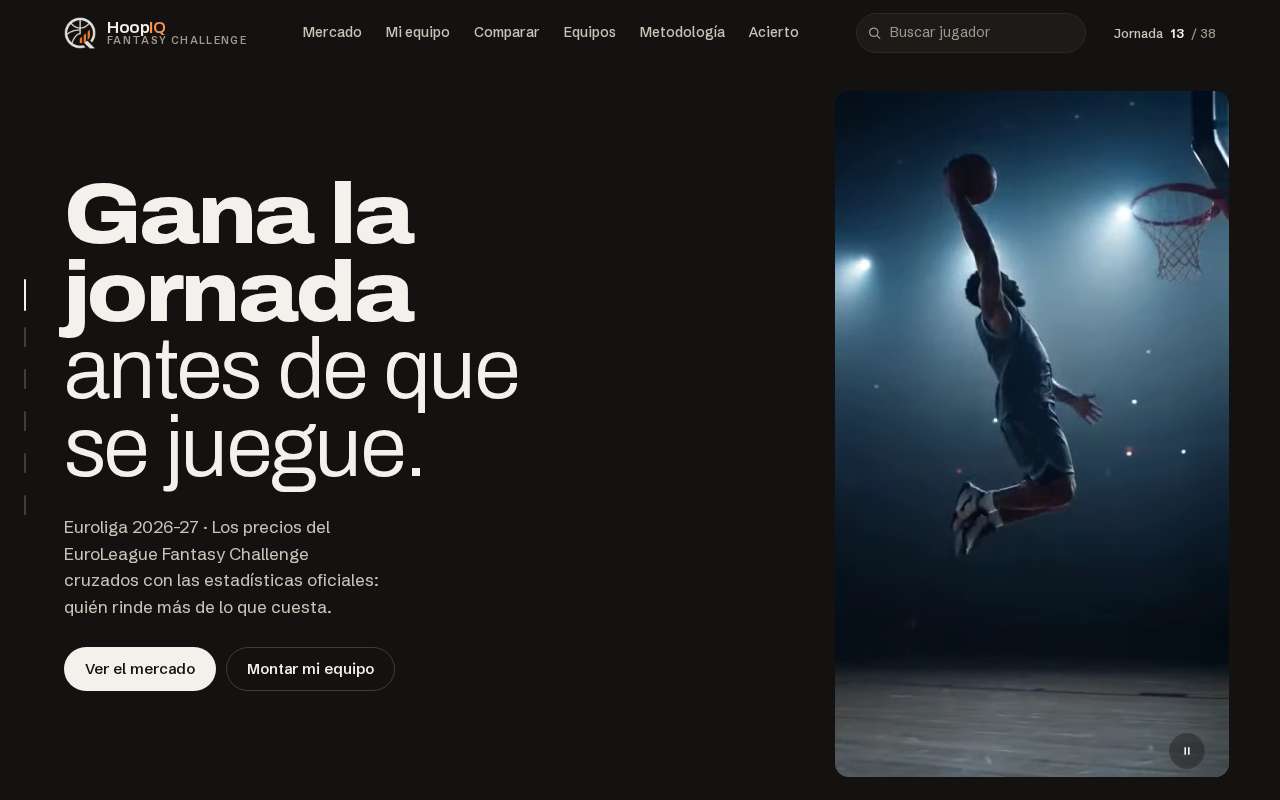 HoopIQ
FANTASY CHALLENGE
Mercado
Mi equipo
Comparar
Equipos
Metodología
Acierto
Buscar jugador
Jornada 13 / 38
Gana la
jornada
antes de que
se juegue.
Euroliga 2026-27 · Los precios del
EuroLeague Fantasy Challenge
cruzados con las estadísticas oficiales:
quién rinde más de lo que cuesta.
Ver el mercado
Montar mi equipo